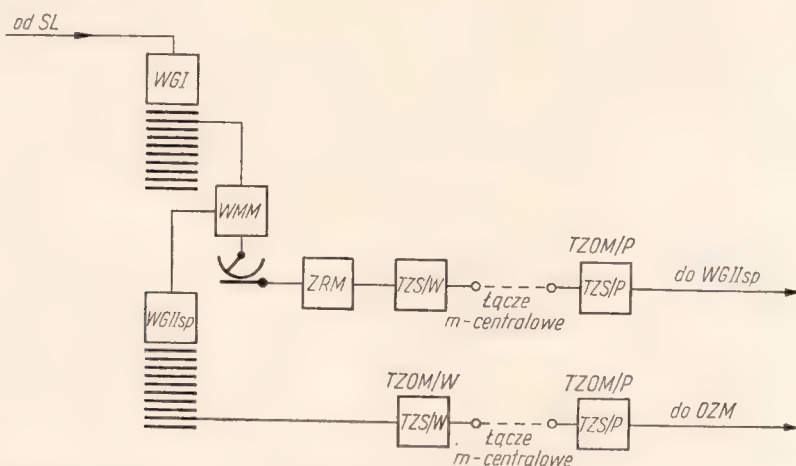 od SL
WGI
WMM
TZOM/P
ZRM
TZS/W
TZS/P
do WGIIsp
Łącze
m-centralowe
WGIIsp
TZOM/W
TZOM/P
TZS/W
TZS/P
do OZM
Łącze
m-centralowe